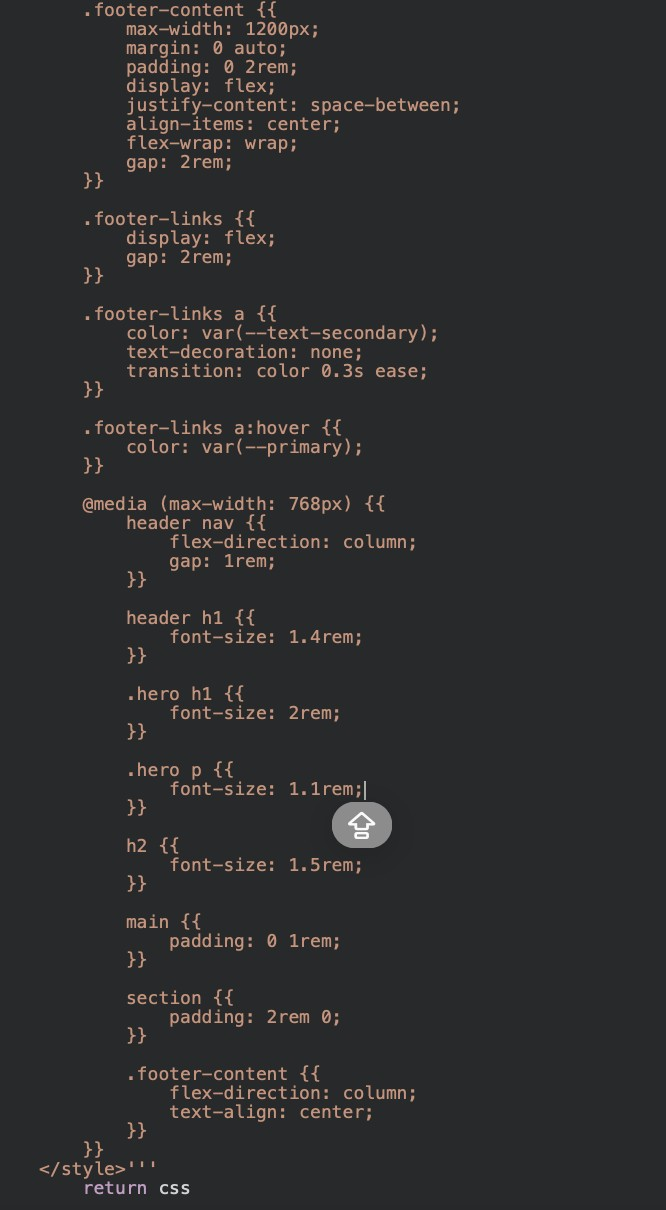 .footer-content {{
max-width: 1200px;
margin: 0 auto;
padding: 0 2rem;
display: flex;
justify-content: space-between;
align-items: center;
flex-wrap: wrap;
gap: 2rem;
}}
.footer-links {{
display: flex;
gap: 2rem;
}}
.footer-links a {{
color: var(--text-secondary);
text-decoration: none;
transition: color 0.3s ease;
}}
.footer-links a:hover {{
color: var(--primary);
}}
@media (max-width: 768px) {{
header nav {{
flex-direction: column;
gap: 1rem;
}}
header h1 {{
font-size: 1.4rem;
}}
.hero h1 {{
font-size: 2rem;
}}
.hero p {{
font-size: 1.1rem;
}}
h2 {{
font-size: 1.5rem;
}}
main {{
padding: 0 1rem;
}}
section {{
padding: 2rem 0;
}}
.footer-content {{
flex-direction: column;
text-align: center;
}}
}}
</style>'''
return css